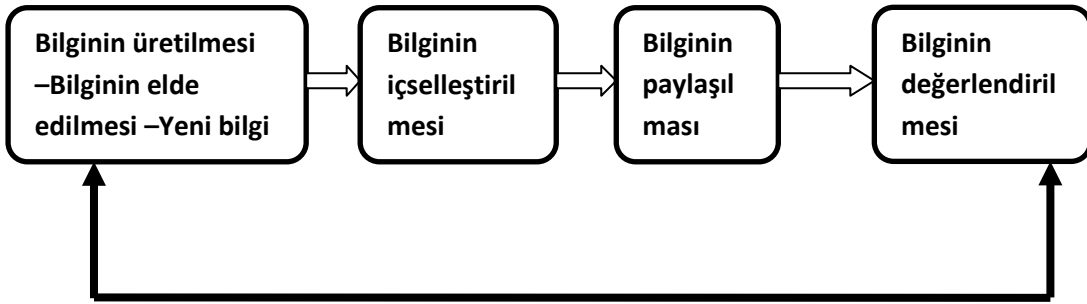 Bilginin üretilmesi
–Bilginin elde
edilmesi –Yeni bilgi
Bilginin
içselleştiril
mesi
Bilginin
paylaşıl
ması
Bilginin
değerlendiril
mesi